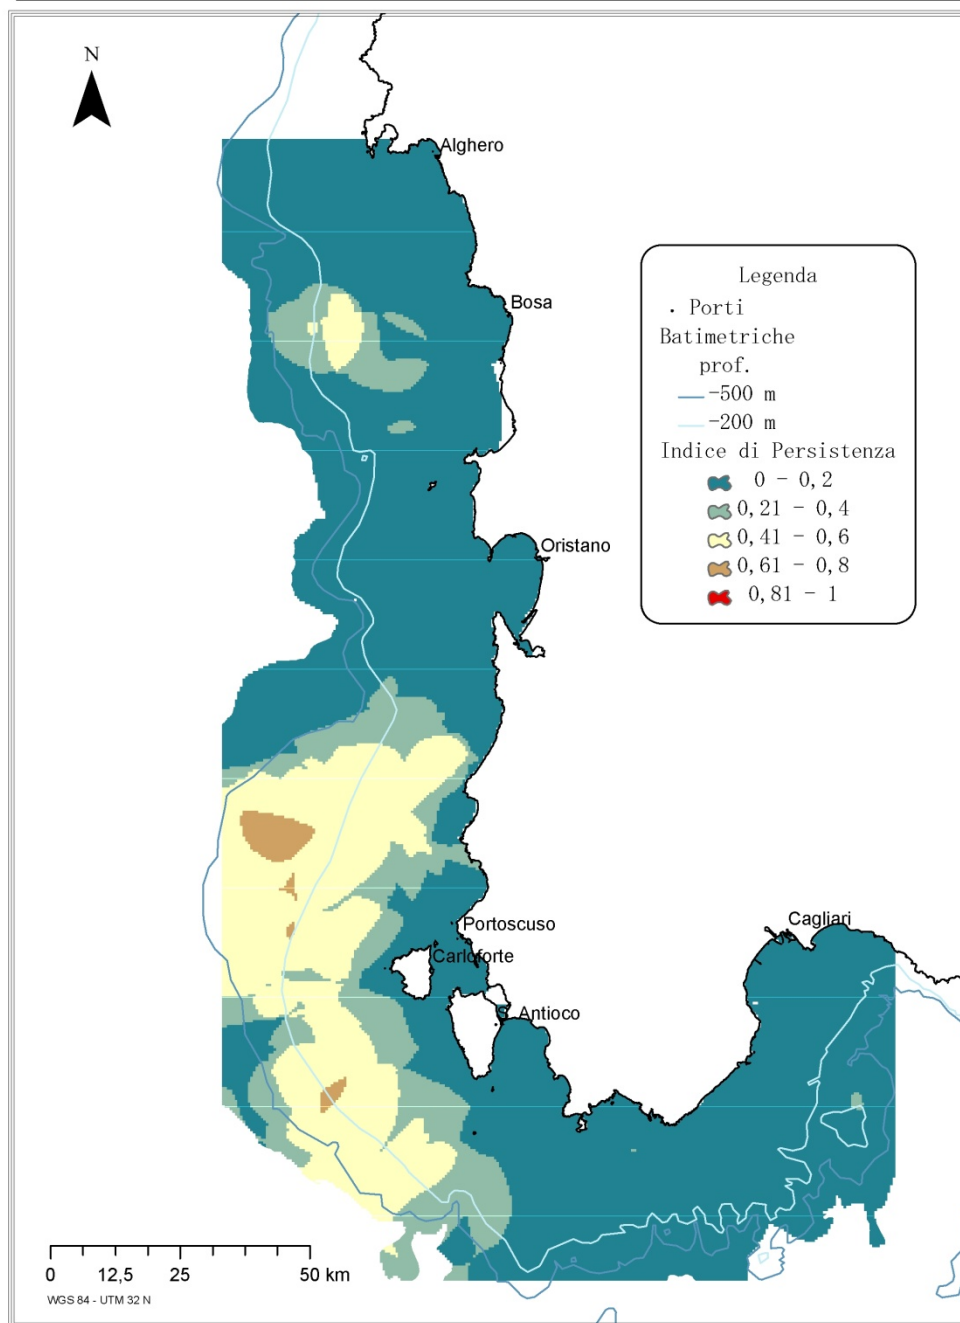 N
Alghero
Bosa
Oristano
Portoscuso
Carloforte
S. Antioco
Cagliari
Legenda
. Porti
Batimetriche
prof.
-500 m
-200 m
Indice di Persistenza
0 - 0,2
0,21 - 0,4
0,41 - 0,6
0,61 - 0,8
0,81 - 1
0 12,5 25 50 km
WGS 84 - UTM 32 N